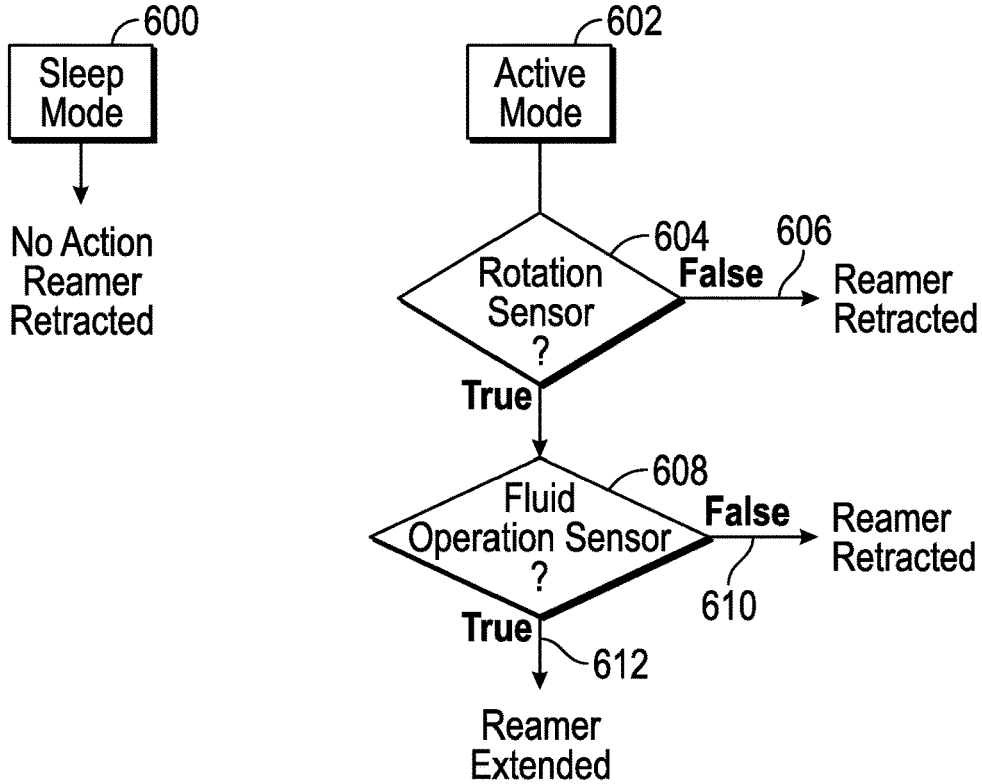 600
Sleep
Mode
No Action
Reamer
Retracted
602
Active
Mode
604
Rotation
Sensor
?
False
606
Reamer
Retracted
True
608
Fluid
Operation Sensor
?
False
610
Reamer
Retracted
True
612
Reamer
Extended